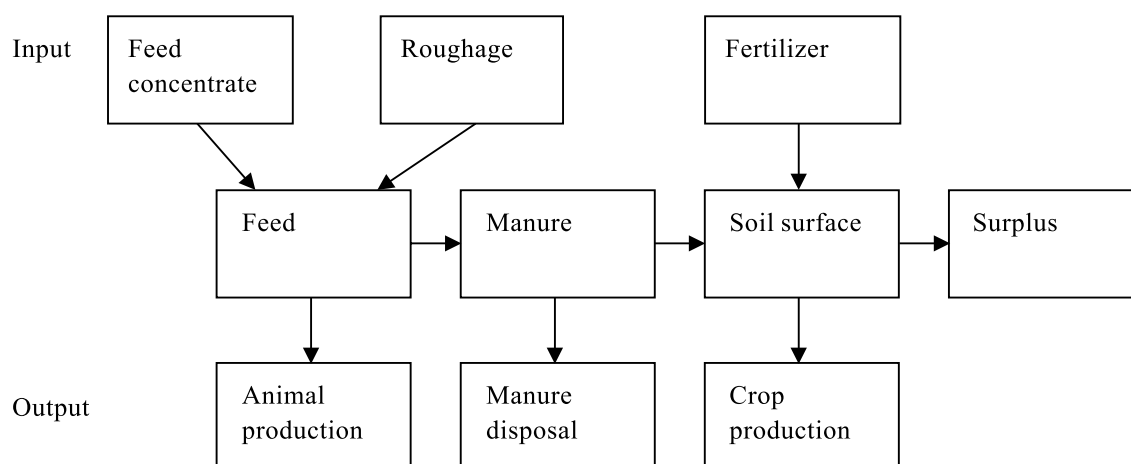 Input
Feed
concentrate
Roughage
Fertilizer
Feed
Manure
Soil surface
Surplus
Output
Animal
production
Manure
disposal
Crop
production